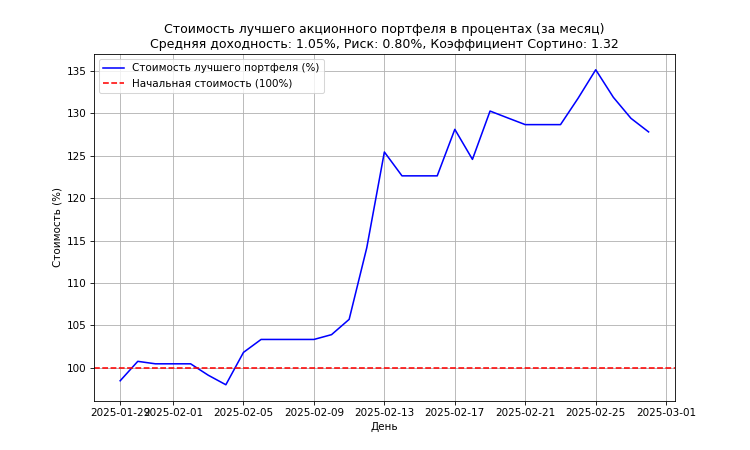 Стоимость лучшего акционного портфеля в процентах (за месяц)
Средняя доходность: 1.05%, Риск: 0.80%, Коэффициент Сортино: 1.32
Стоимость лучшего портфеля (%)
Начальная стоимость (100%)
Стоимость (%)
135
130
125
120
115
110
105
100
2025-01-29 2025-02-01 2025-02-05 2025-02-09 2025-02-13 2025-02-17 2025-02-21 2025-02-25 2025-03-01
День